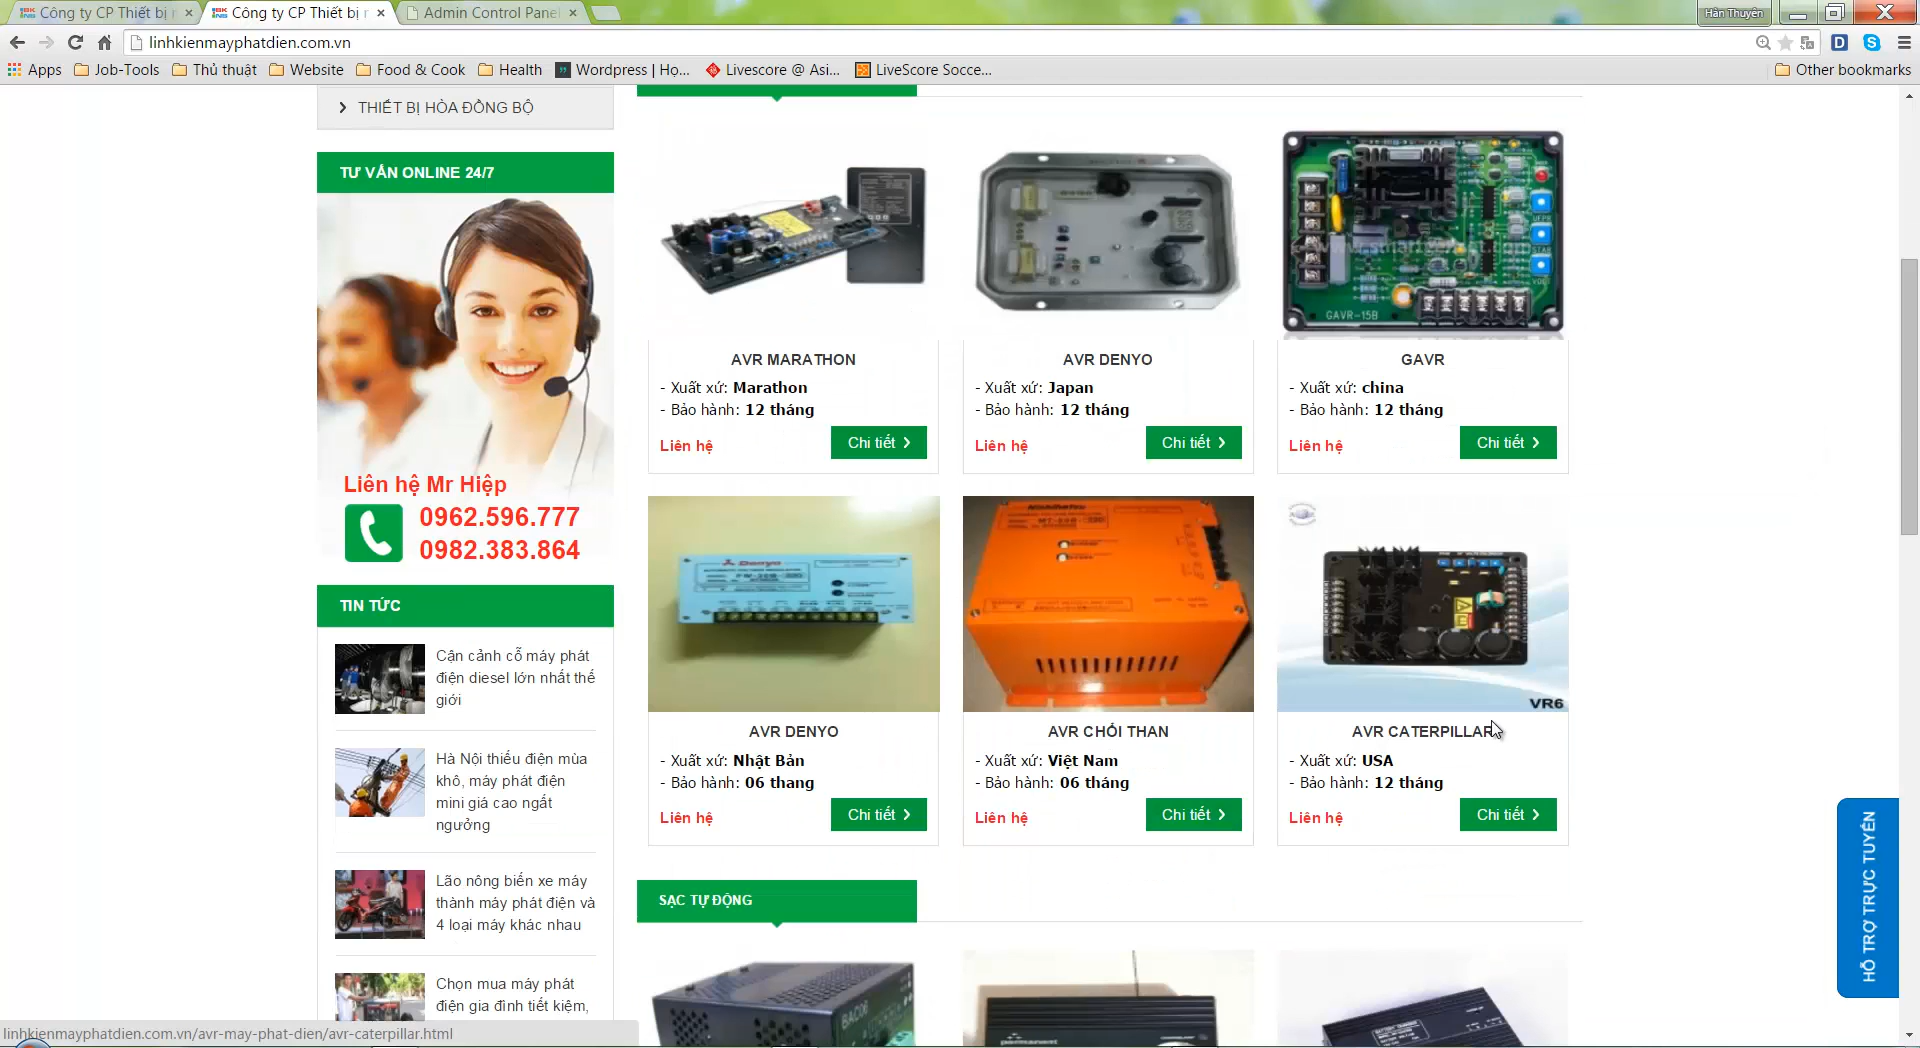 Công ty CP Thiết bị
Công ty CP Thiết bị
Admin Control Panel
Hân Thuyên
linhkienmayphatdien.com.vn
Apps
Job-Tools
Thủ thuật
Website
Food & Cook
Health
Wordpress | Họ...
Livescore @ Asi...
LiveScore Socce...
Other bookmarks
THIẾT BỊ HÒA ĐỒNG BỘ
TƯ VẤN ONLINE 24/7
Liên hệ Mr Hiệp
0962.596.777
0982.383.864
TIN TỨC
Cận cảnh cỗ máy phát
điện diesel lớn nhất thế
giới
Hà Nội thiếu điện mùa
khô, máy phát điện
mini giá cao ngất
ngưởng
Lão nông biến xe máy
thành máy phát điện và
4 loại máy khác nhau
Chọn mua máy phát
điện gia đình tiết kiệm,
GAVR-15B
AVR MARATHON
- Xuất xứ: Marathon
- Bảo hành: 12 tháng
Liên hệ
Chi tiết
AVR DENYO
- Xuất xứ: Japan
- Bảo hành: 12 tháng
Liên hệ
Chi tiết
GAVR
- Xuất xứ: china
- Bảo hành: 12 tháng
Liên hệ
Chi tiết
Denyo
VR6
AVR DENYO
- Xuất xứ: Nhật Bản
- Bảo hành: 06 thang
Liên hệ
Chi tiết
AVR CHỔI THAN
- Xuất xứ: Việt Nam
- Bảo hành: 06 tháng
Liên hệ
Chi tiết
AVR CATERPILLAR
- Xuất xứ: USA
- Bảo hành: 12 tháng
Liên hệ
Chi tiết
SẠC TỰ ĐỘNG
BAC06
HỖ TRỢ TRỰC TUYẾN
linhkienmayphatdien.com.vn/avr-may-phat-dien/avr-caterpillar.html